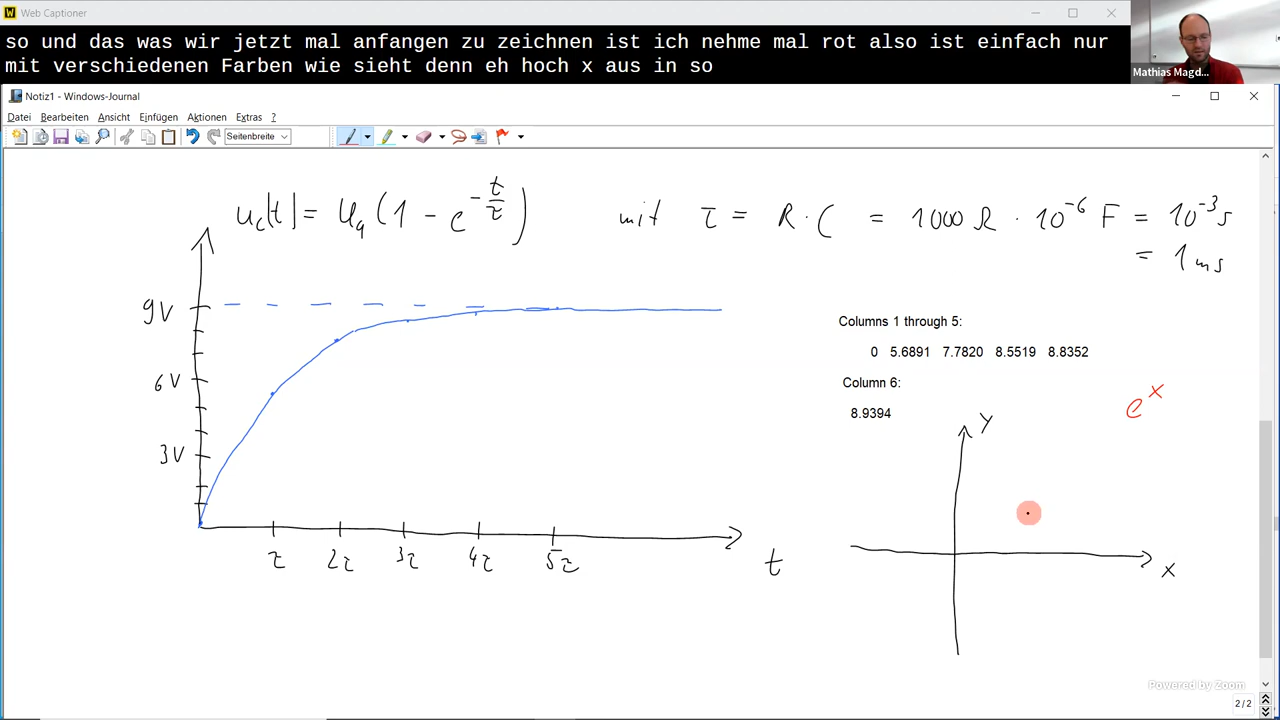 Web Captioner
so und das was wir jetzt mal anfangen zu zeichnen ist ich nehme mal rot also ist einfach nur
mit verschiedenen Farben wie sieht denn eh hoch x aus in so
Mathias Magd...
Notiz1 - Windows-Journal
Datei Bearbeiten Ansicht Einfügen Aktionen Extras ?
Seitenbreite
u_c(t) = U_q (1 - e^{-t/τ}) mit τ = R · C = 1000 Ω · 10^{-6} F = 10^{-3} s
= 1 ms
9V
6V
3V
τ 2τ 3τ 4τ 5τ
t
Columns 1 through 5:
0 5.6891 7.7820 8.5519 8.8352
Column 6:
8.9394
e^x
y
x
Powered by Zoom
2 / 2